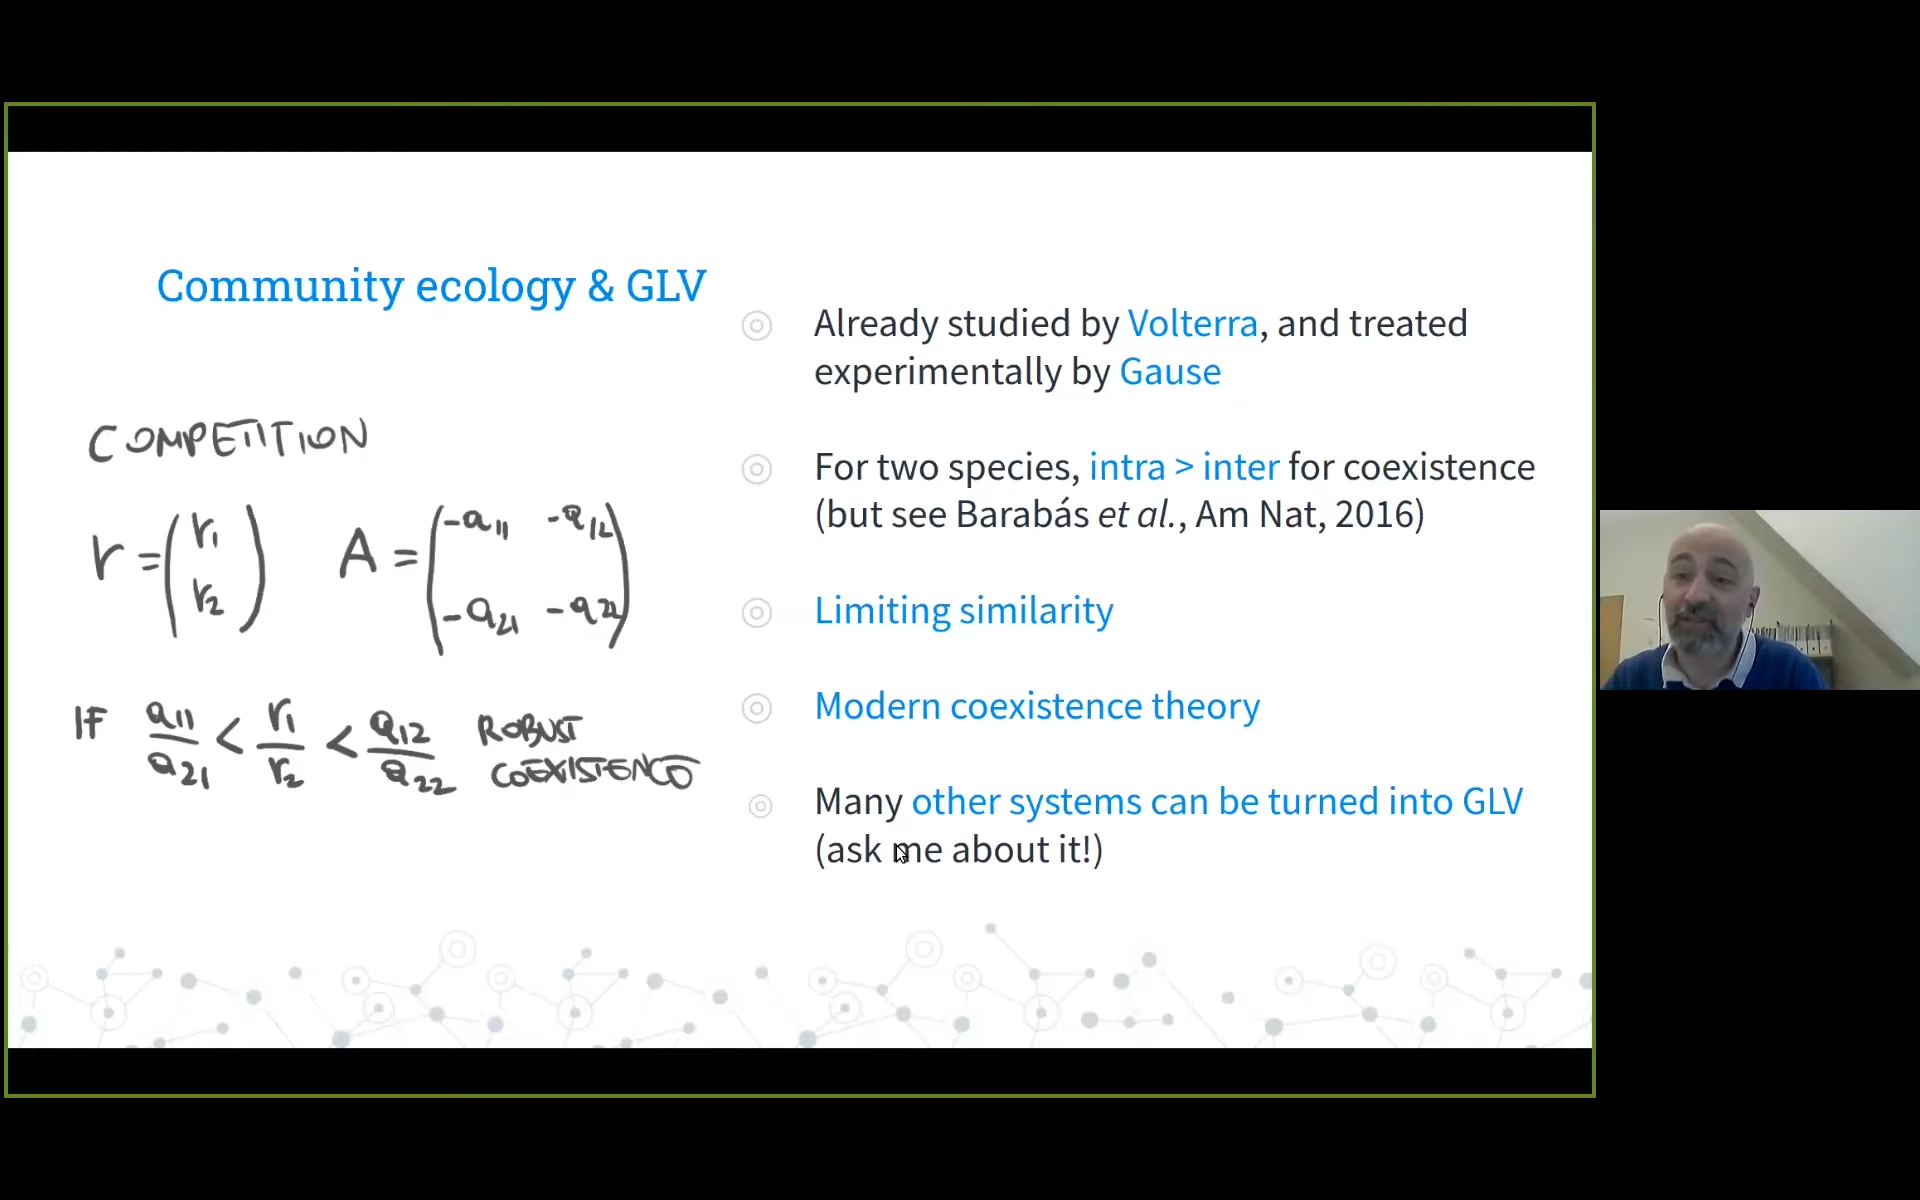 Community ecology & GLV
COMPETITION
r = (r1 r2) A = (-a11 -a12
-a21 -a22)
IF a11/a21 < r1/r2 < a12/a22 ROBUST
COEXISTENCE
Already studied by Volterra, and treated
experimentally by Gause
For two species, intra > inter for coexistence
(but see Barabás et al., Am Nat, 2016)
Limiting similarity
Modern coexistence theory
Many other systems can be turned into GLV
(ask me about it!)